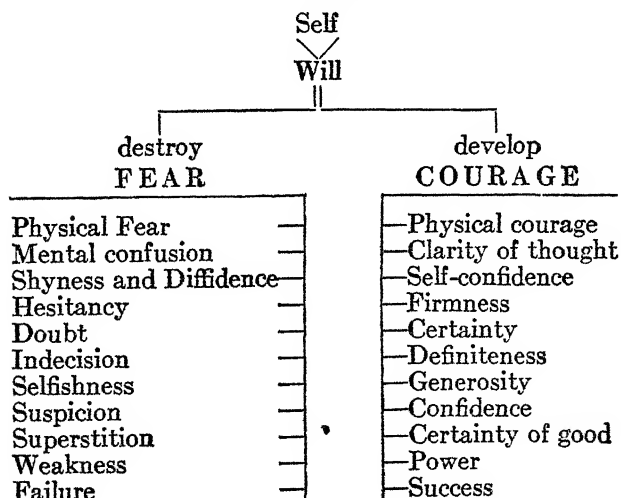 Self
Will
destroy
FEAR
Physical Fear
Mental confusion
Shyness and Diffidence
Hesitancy
Doubt
Indecision
Selfishness
Suspicion
Superstition
Weakness
Failure
develop
COURAGE
Physical courage
Clarity of thought
Self-confidence
Firmness
Certainty
Definiteness
Generosity
Confidence
Certainty of good
Power
Success